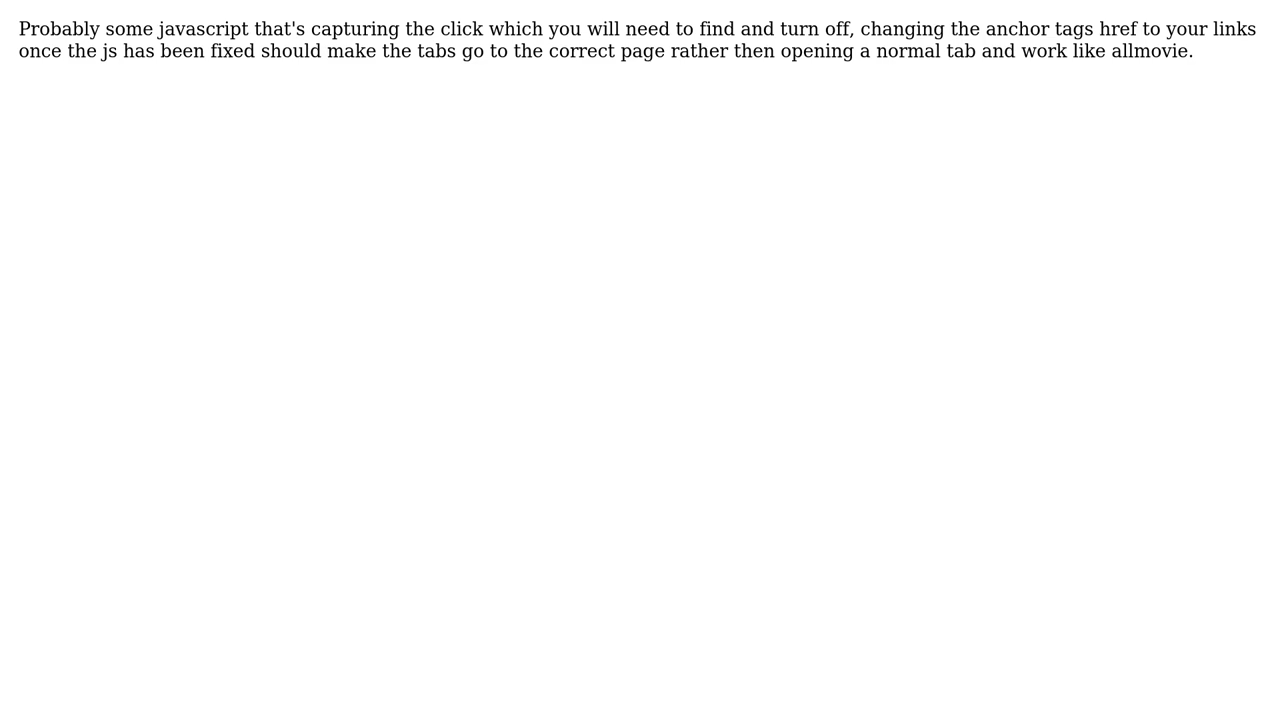 Probably some javascript that's capturing the click which you will need to find and turn off, changing the anchor tags href to your links
once the js has been fixed should make the tabs go to the correct page rather then opening a normal tab and work like allmovie.